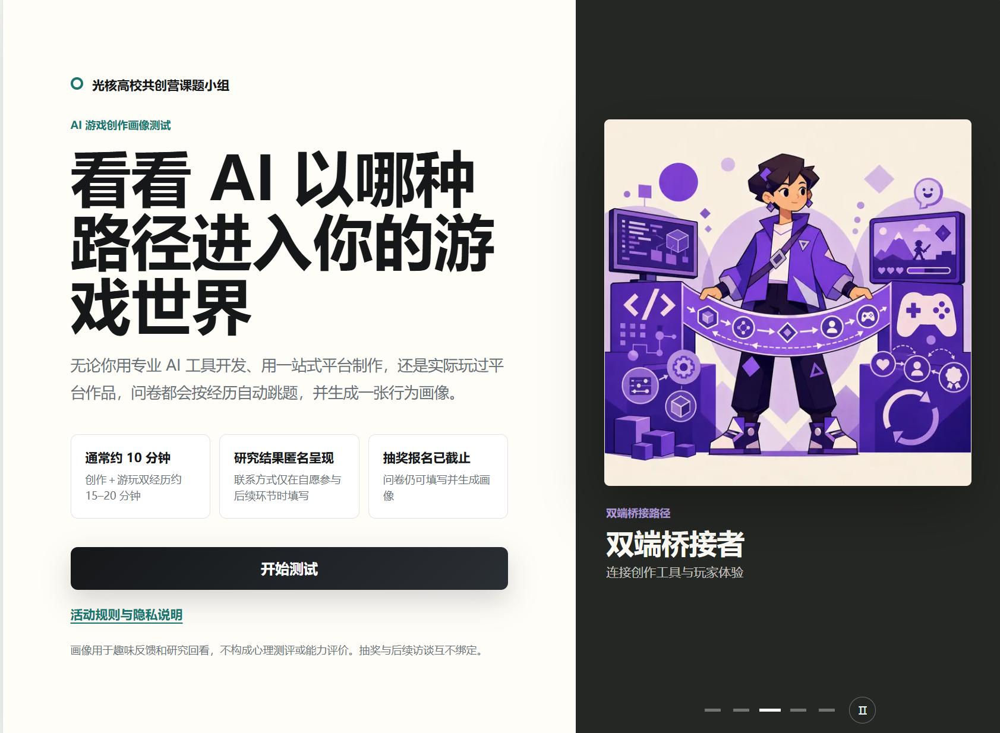 光核高校共创营课题小组
AI 游戏创作画像测试
看看 AI 以哪种
路径进入你的游
戏世界
无论你用专业 AI 工具开发、用一站式平台制作，还是实际玩过平
台作品，问卷都会按经历自动跳题，并生成一张行为画像。
通常约 10 分钟
创作 + 游玩双经历约
15–20 分钟
研究结果匿名呈现
联系方式仅在自愿参与
后续环节时填写
抽奖报名已截止
问卷仍可填写并生成画
像
开始测试
活动规则与隐私说明
画像用于趣味反馈和研究回看，不构成心理测评或能力评价。抽奖与后续访谈互不绑定。
</>
双端桥接路径
双端桥接者
连接创作工具与玩家体验